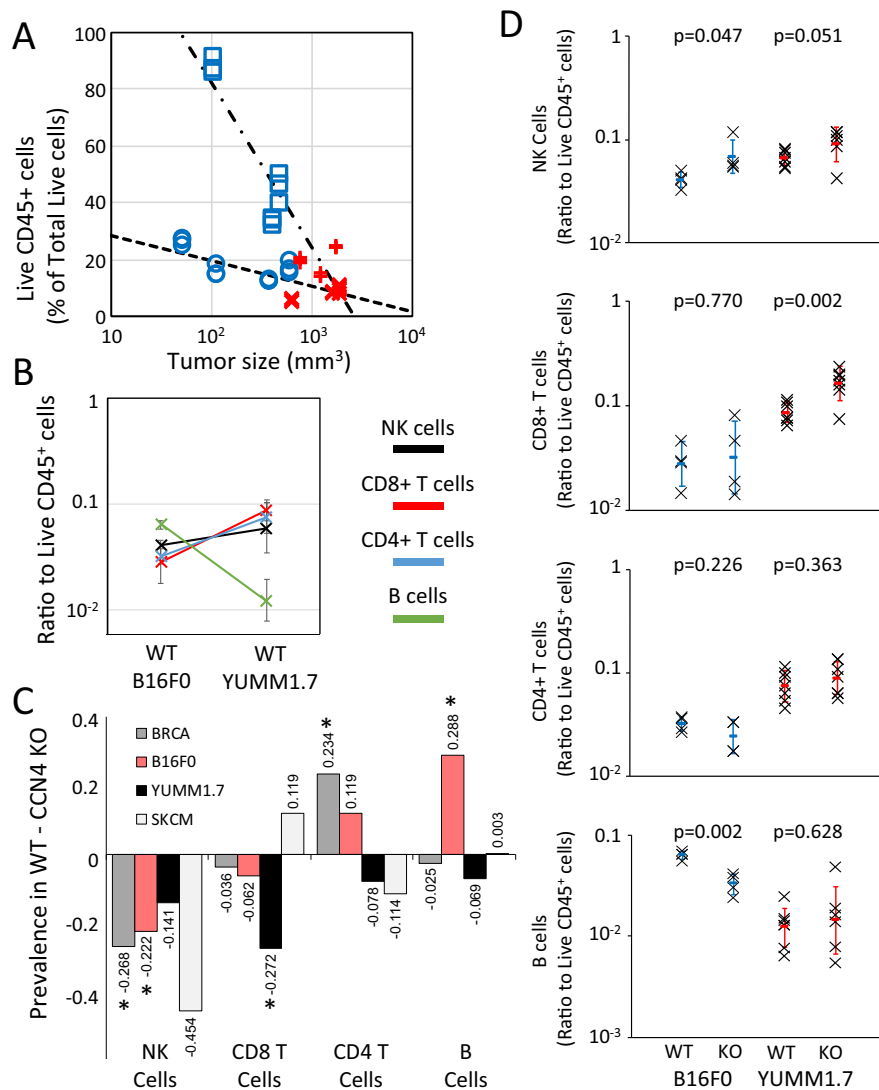 A
Live CD45+ cells
(% of Total Live cells)
100
80
60
40
20
0
10
10²
10³
10⁴
Tumor size (mm³)
B
Ratio to Live CD45⁺ cells
1
0.1
10⁻²
WT
B16F0
WT
YUMM1.7
NK cells
CD8+ T cells
CD4+ T cells
B cells
C
Prevalence in WT - CCN4 KO
0.4
0.2
0
-0.2
-0.4
BRCA
B16F0
YUMM1.7
SKCM
-0.268
*
-0.222
*
-0.141
-0.454
-0.036
-0.062
-0.272
*
0.119
0.234
*
0.119
-0.078
-0.114
-0.025
0.288
*
-0.069
0.003
NK
Cells
CD8 T
Cells
CD4 T
Cells
B
Cells
D
NK Cells
(Ratio to Live CD45⁺ cells)
1
0.1
10⁻²
p=0.047
p=0.051
CD8+ T cells
(Ratio to Live CD45⁺ cells)
1
0.1
10⁻²
p=0.770
p=0.002
CD4+ T cells
(Ratio to Live CD45⁺ cells)
1
0.1
10⁻²
p=0.226
p=0.363
B cells
(Ratio to Live CD45⁺ cells)
0.1
10⁻²
10⁻³
p=0.002
p=0.628
WT
KO
WT
KO
B16F0
YUMM1.7